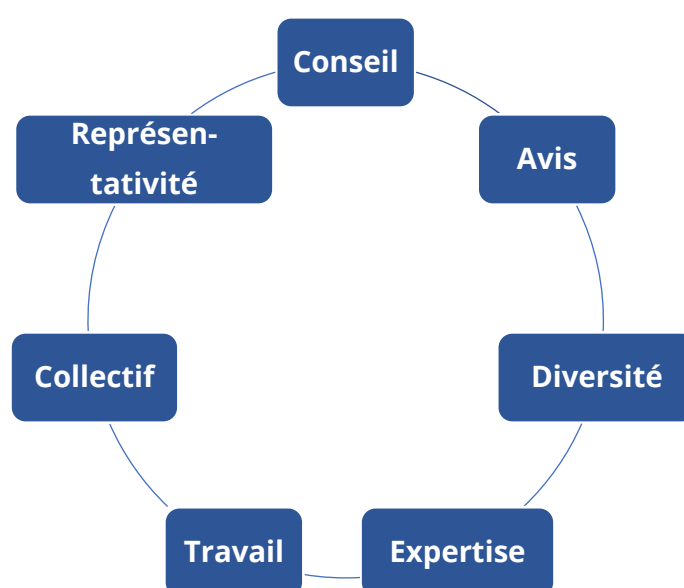 Conseil
Avis
Diversité
Expertise
Travail
Collectif
Représen-
tativité